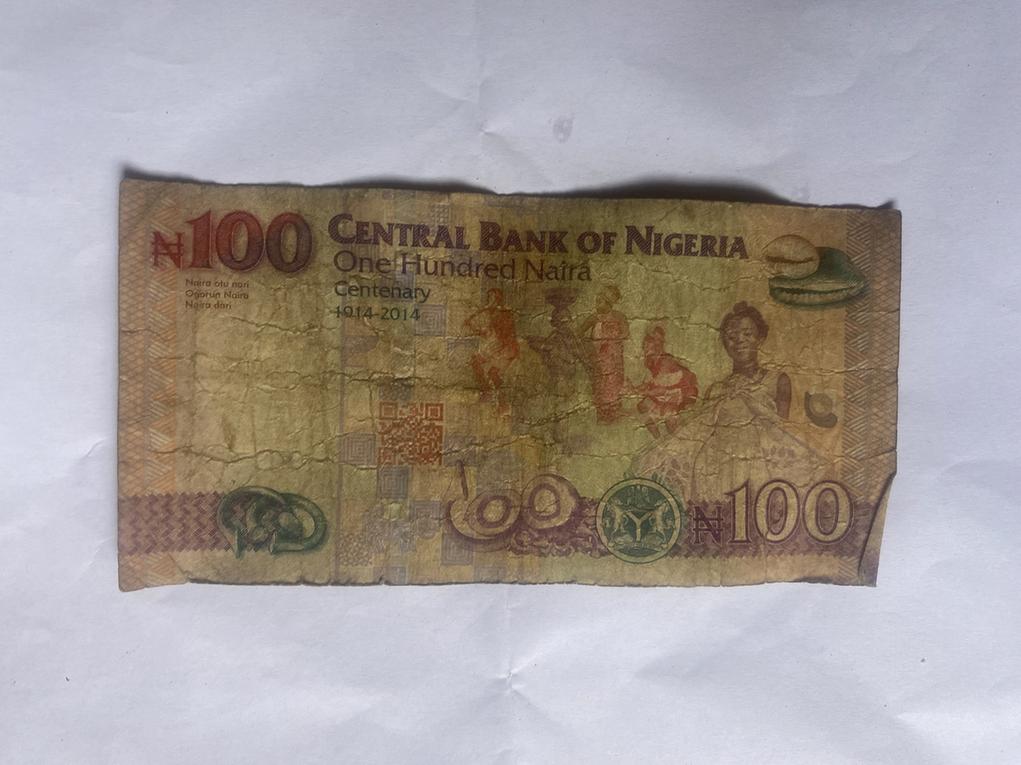 ₦100
CENTRAL BANK OF NIGERIA
One Hundred Naira
Centenary
1914-2014
Naira otu nari
Ogorun Naira
Naira dari
100
₦100